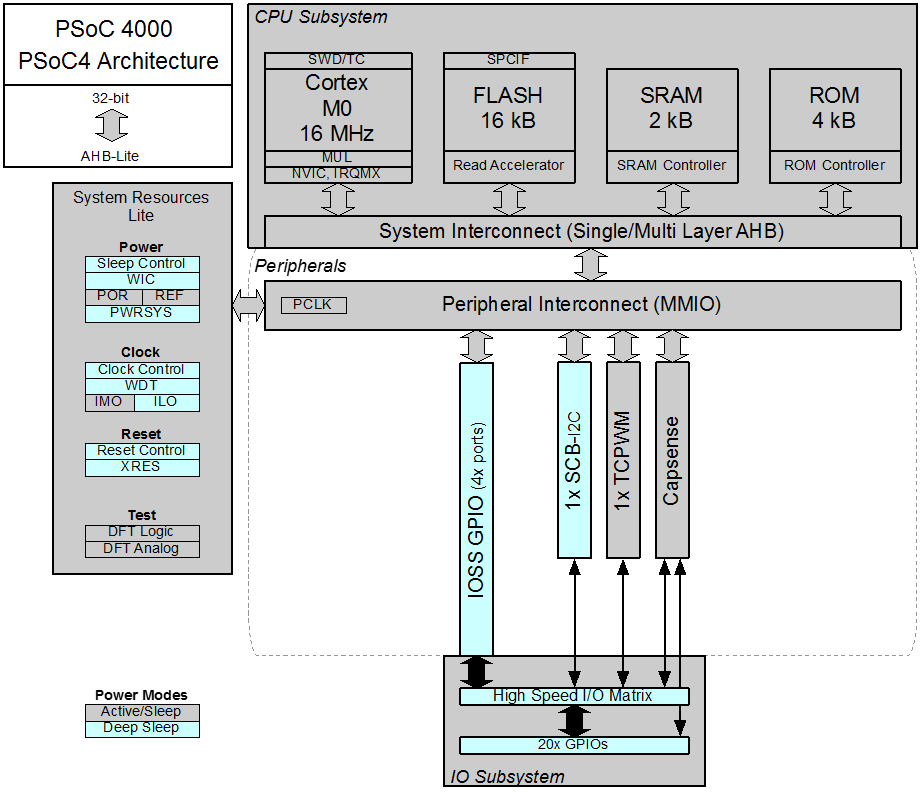 PSoC 4000
PSoC4 Architecture
32-bit
AHB-Lite
CPU Subsystem
SWD/TC
Cortex
M0
16 MHz
MUL
NVIC, IRQMX
SPCIF
FLASH
16 kB
Read Accelerator
SRAM
2 kB
SRAM Controller
ROM
4 kB
ROM Controller
System Interconnect (Single/Multi Layer AHB)
System Resources
Lite
Power
Sleep Control
WIC
POR REF
PWRSYS
Clock
Clock Control
WDT
IMO ILO
Reset
Reset Control
XRES
Test
DFT Logic
DFT Analog
Peripherals
PCLK
Peripheral Interconnect (MMIO)
IOSS GPIO (4x ports)
1x SCB-I2C
1x TCPWM
Capsense
High Speed I/O Matrix
20x GPIOs
IO Subsystem
Power Modes
Active/Sleep
Deep Sleep